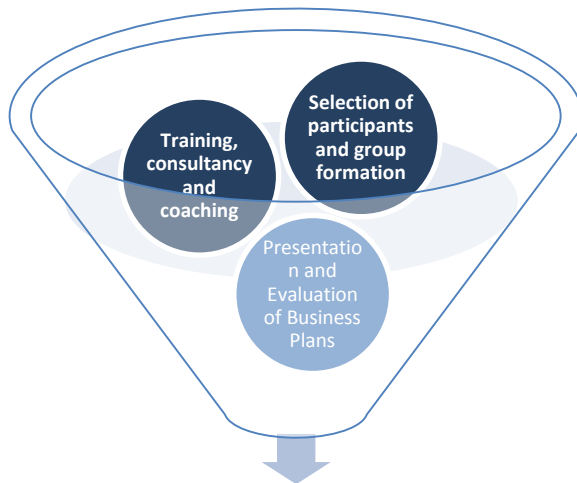 Selection of
participants
and group
formation
Training,
consultancy
and
coaching
Presentatio
n and
Evaluation
of Business
Plans